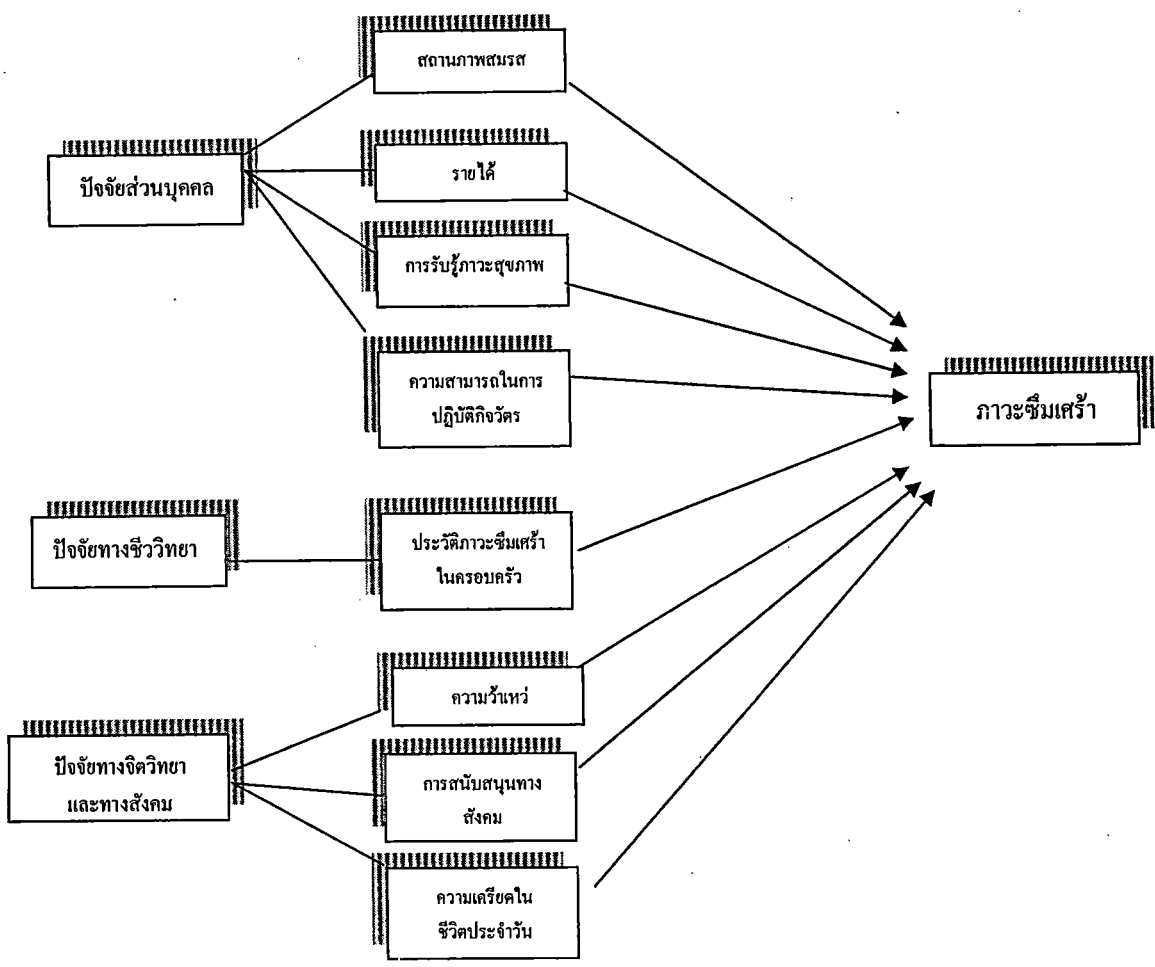 สถานภาพสมรส
ปัจจัยส่วนบุคคล
รายได้
การรับรู้ภาวะสุขภาพ
ความสามารถในการ
ปฏิบัติกิจวัตร
ภาวะซึมเศร้า
ปัจจัยทางชีววิทยา
ประวัติภาวะซึมเศร้า
ในครอบครัว
ความว้าเหว่
ปัจจัยทางจิตวิทยา
และทางสังคม
การสนับสนุนทาง
สังคม
ความเครียดใน
ชีวิตประจำวัน